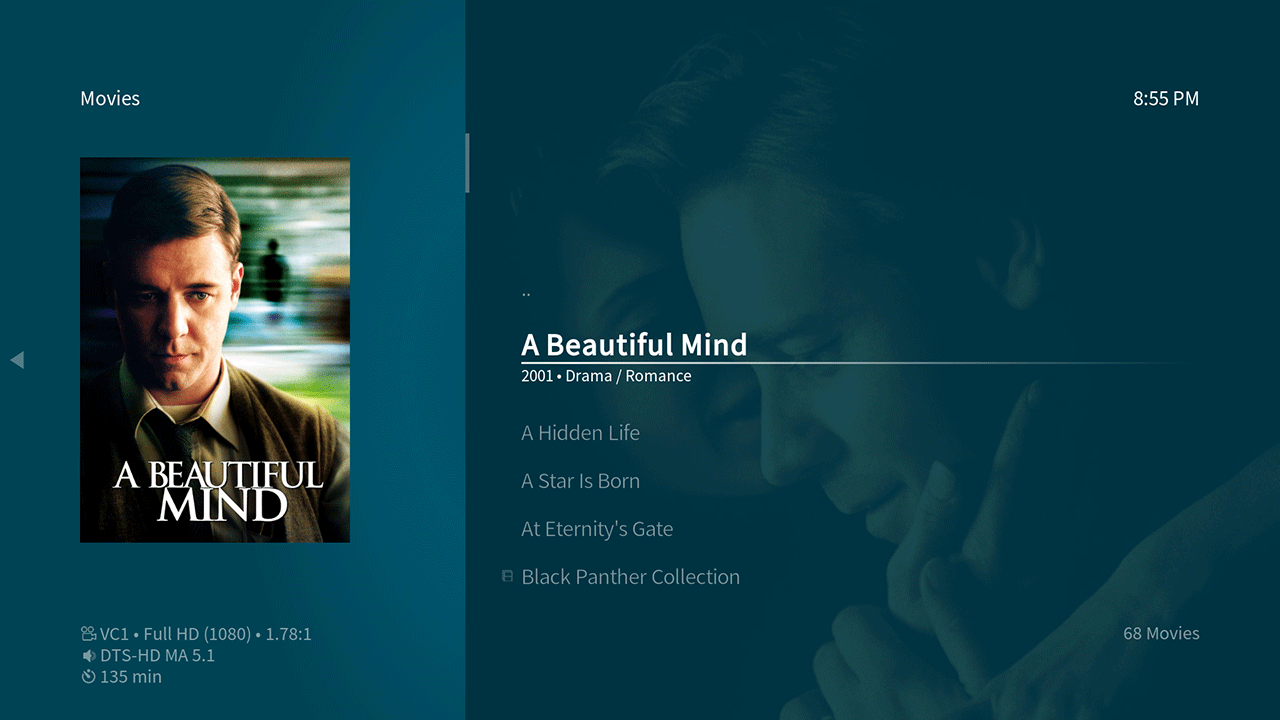 Movies
8:55 PM
A BEAUTIFUL
MIND
..
A Beautiful Mind
2001 • Drama / Romance
A Hidden Life
A Star Is Born
At Eternity's Gate
Black Panther Collection
VC1 • Full HD (1080) • 1.78:1
DTS-HD MA 5.1
135 min
68 Movies